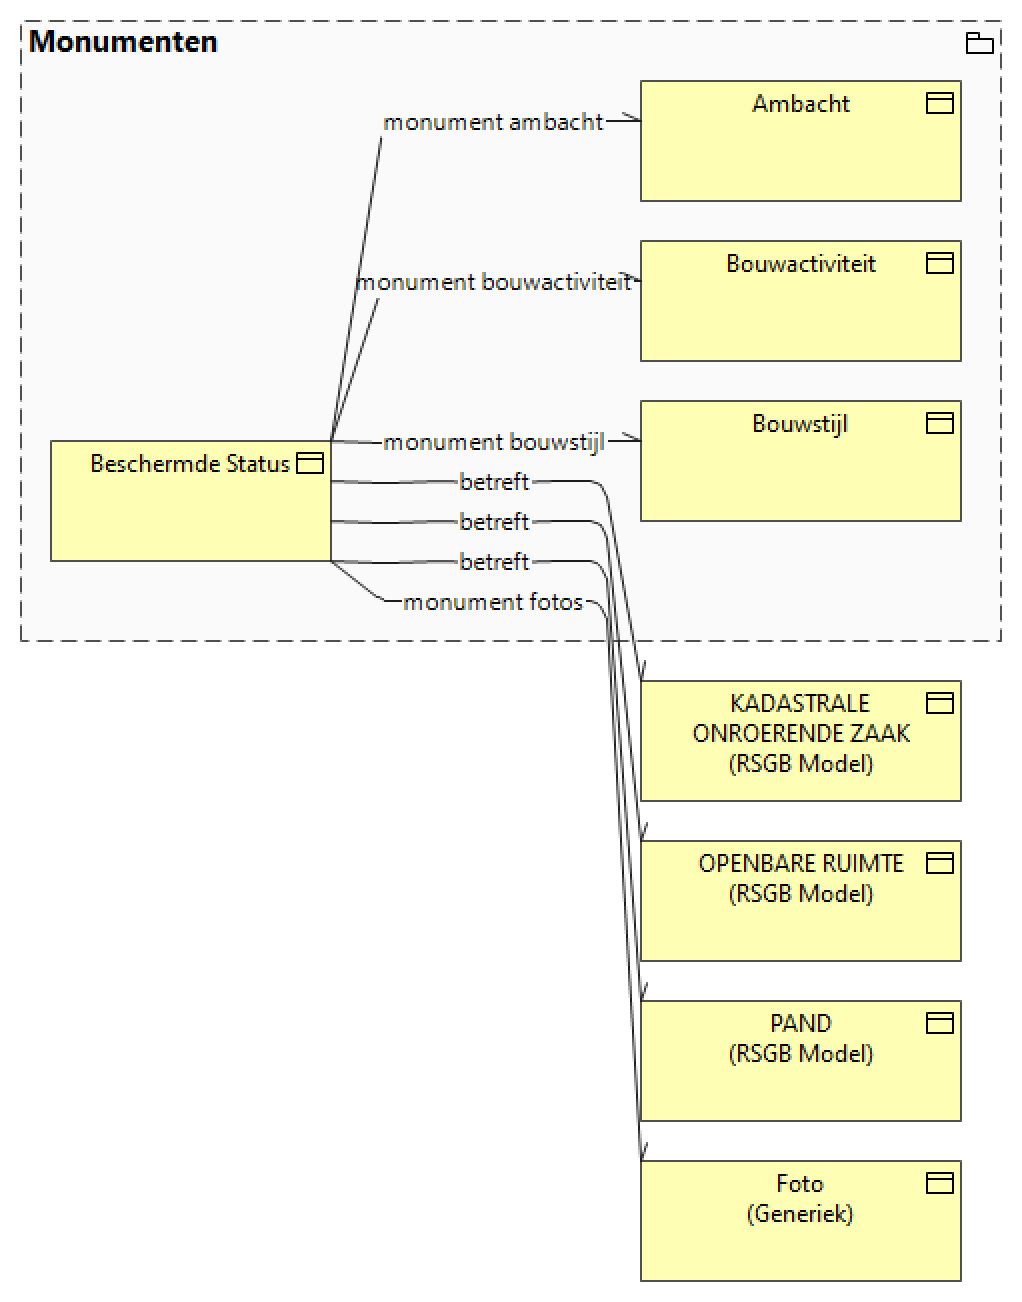 Monumenten
monument ambacht
Ambacht
monument bouwactiviteit
Bouwactiviteit
monument bouwstijl
Bouwstijl
Beschermde Status
betreft
betreft
betreft
monument fotos
KADASTRALE
ONROERENDE ZAAK
(RSGB Model)
OPENBARE RUIMTE
(RSGB Model)
PAND
(RSGB Model)
Foto
(Generiek)